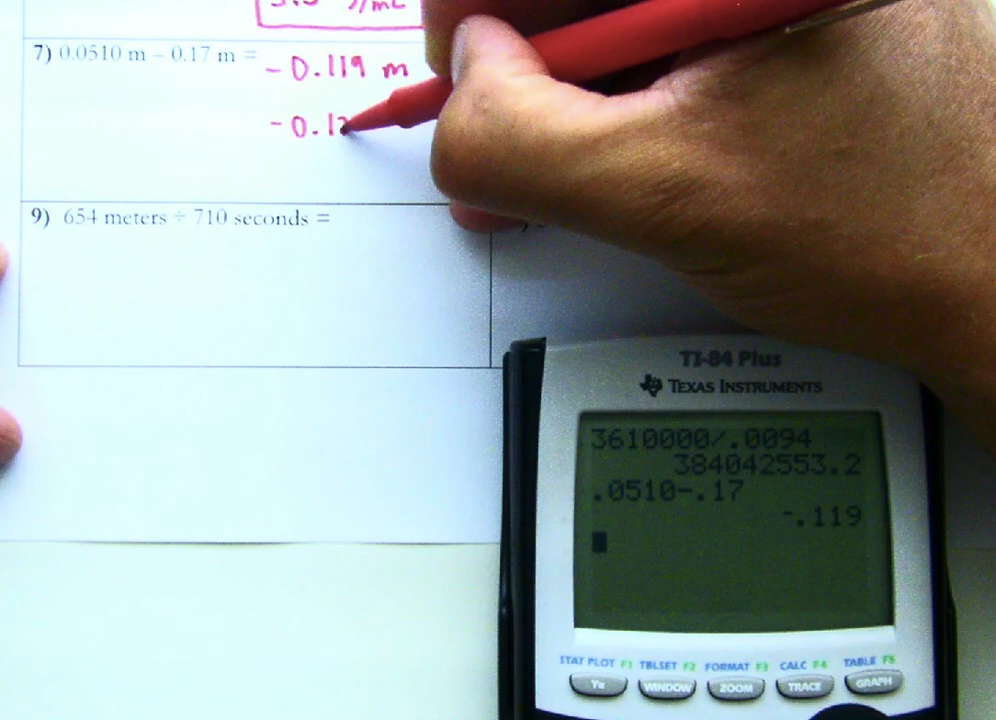 7) 0.0510 m – 0.17 m = -0.119 m
-0.12
9) 654 meters ÷ 710 seconds =
TI-84 Plus
TEXAS INSTRUMENTS
3610000/.0094
384042553.2
.0510-.17
-.119
STAT PLOT F1 TBLSET F2 FORMAT F3 CALC F4 TABLE F5
Y= WINDOW ZOOM TRACE GRAPH